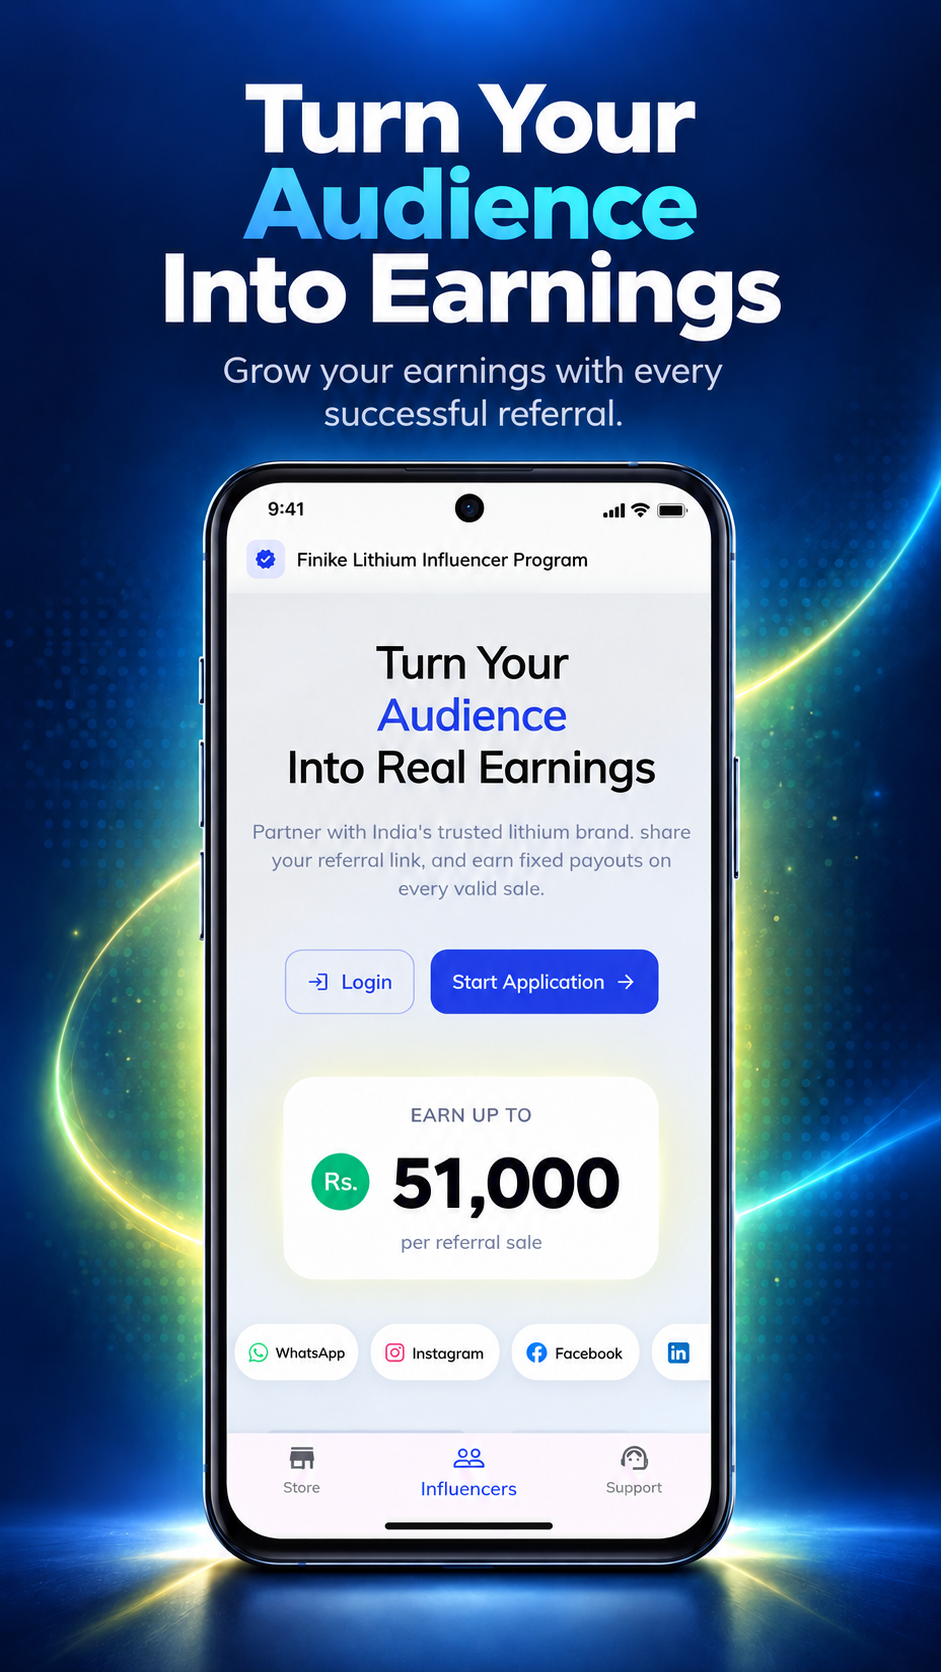 Turn Your
Audience
Into Earnings
Grow your earnings with every
successful referral.
9:41
Finike Lithium Influencer Program
Turn Your
Audience
Into Real Earnings
Partner with India's trusted lithium brand. share
your referral link, and earn fixed payouts on
every valid sale.
Login
Start Application →
EARN UP TO
Rs. 51,000
per referral sale
WhatsApp
Instagram
Facebook
in
Store
Influencers
Support